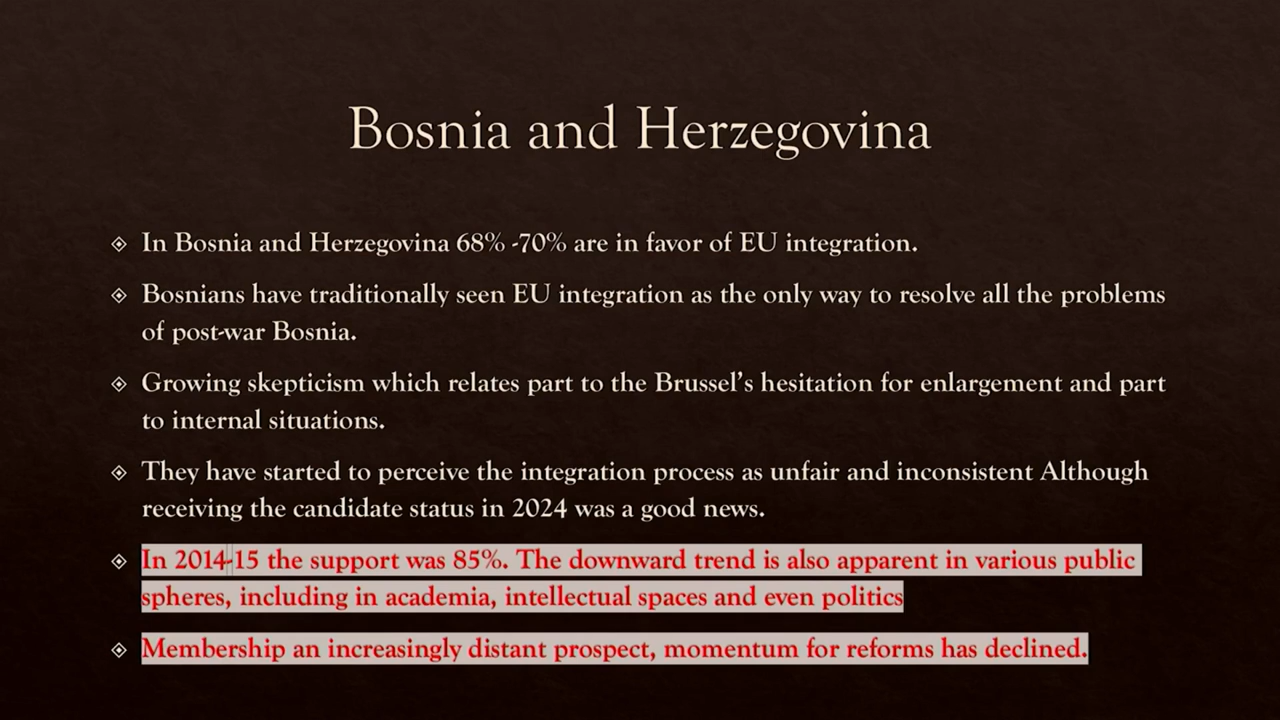 Bosnia and Herzegovina
In Bosnia and Herzegovina 68% -70% are in favor of EU integration.
Bosnians have traditionally seen EU integration as the only way to resolve all the problems
of post-war Bosnia.
Growing skepticism which relates part to the Brussel’s hesitation for enlargement and part
to internal situations.
They have started to perceive the integration process as unfair and inconsistent Although
receiving the candidate status in 2024 was a good news.
In 2014-15 the support was 85%. The downward trend is also apparent in various public
spheres, including in academia, intellectual spaces and even politics
Membership an increasingly distant prospect, momentum for reforms has declined.